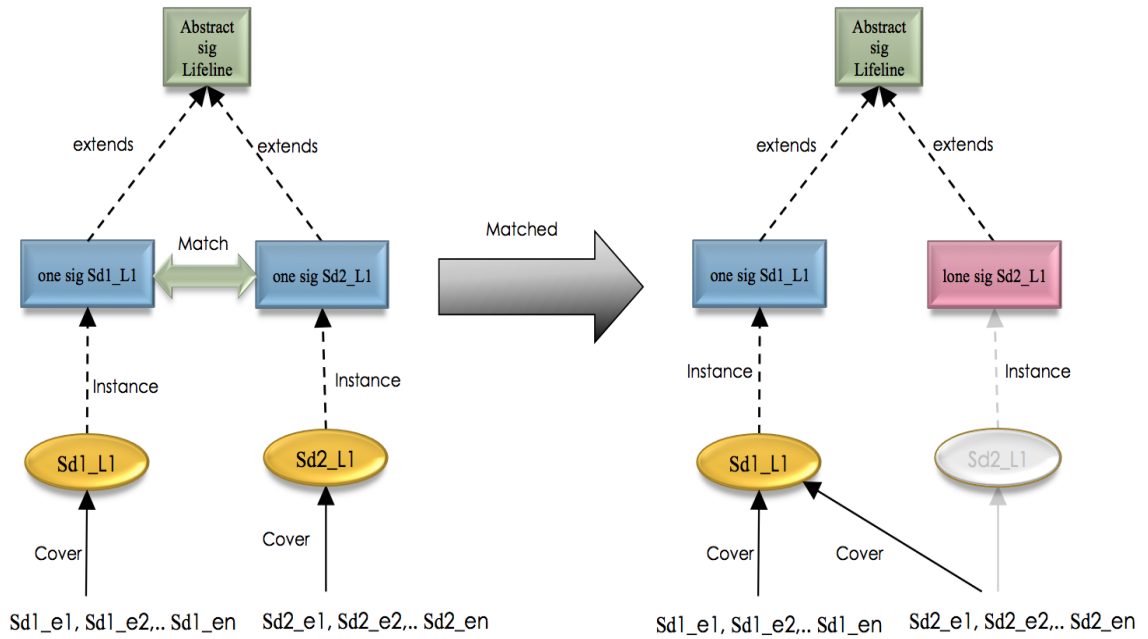 Abstract
sig
Lifeline
extends
extends
one sig Sd1_L1
Match
one sig Sd2_L1
Instance
Instance
Sd1_L1
Sd2_L1
Cover
Cover
Sd1_e1, Sd1_e2,.. Sd1_en
Sd2_e1, Sd2_e2,.. Sd2_en
Matched
Abstract
sig
Lifeline
extends
extends
one sig Sd1_L1
lone sig Sd2_L1
Instance
Instance
Sd1_L1
Sd2_L1
Cover
Cover
Sd1_e1, Sd1_e2,.. Sd1_en
Sd2_e1, Sd2_e2,.. Sd2_en